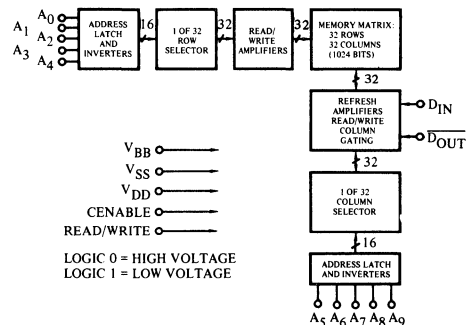 A0
A1
A2
A3
A4
ADDRESS
LATCH
AND
INVERTERS
16
1 OF 32
ROW
SELECTOR
32
READ/
WRITE
AMPLIFIERS
32
MEMORY MATRIX:
32 ROWS
32 COLUMNS
(1024 BITS)
32
REFRESH
AMPLIFIERS
READ/WRITE
COLUMN
GATING
DIN
DOUT
32
1 OF 32
COLUMN
SELECTOR
16
ADDRESS LATCH
AND INVERTERS
A5 A6 A7 A8 A9
VBB
VSS
VDD
CENABLE
READ/WRITE
LOGIC 0 = HIGH VOLTAGE
LOGIC 1 = LOW VOLTAGE